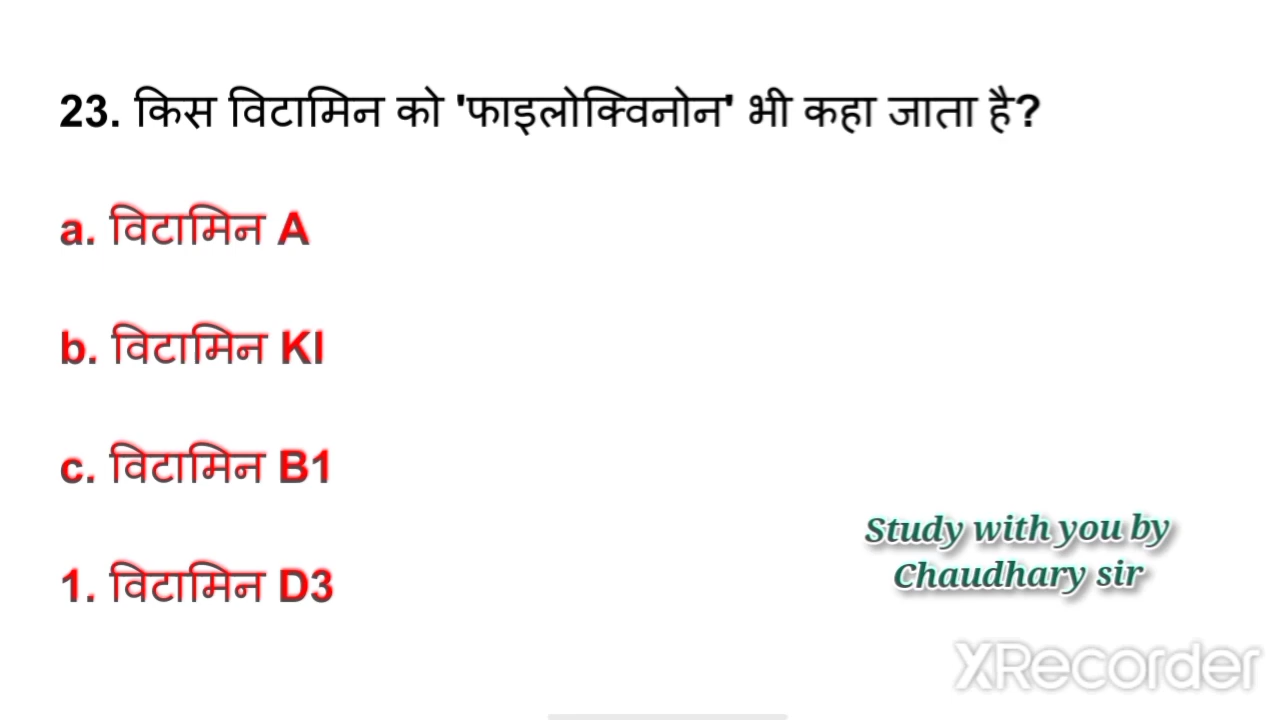 23. किस विटामिन को 'फाइलोक्विनोन' भी कहा जाता है?
a. विटामिन A
b. विटामिन KI
c. विटामिन B1
1. विटामिन D3
Study with you by
Chaudhary sir
XRecorder